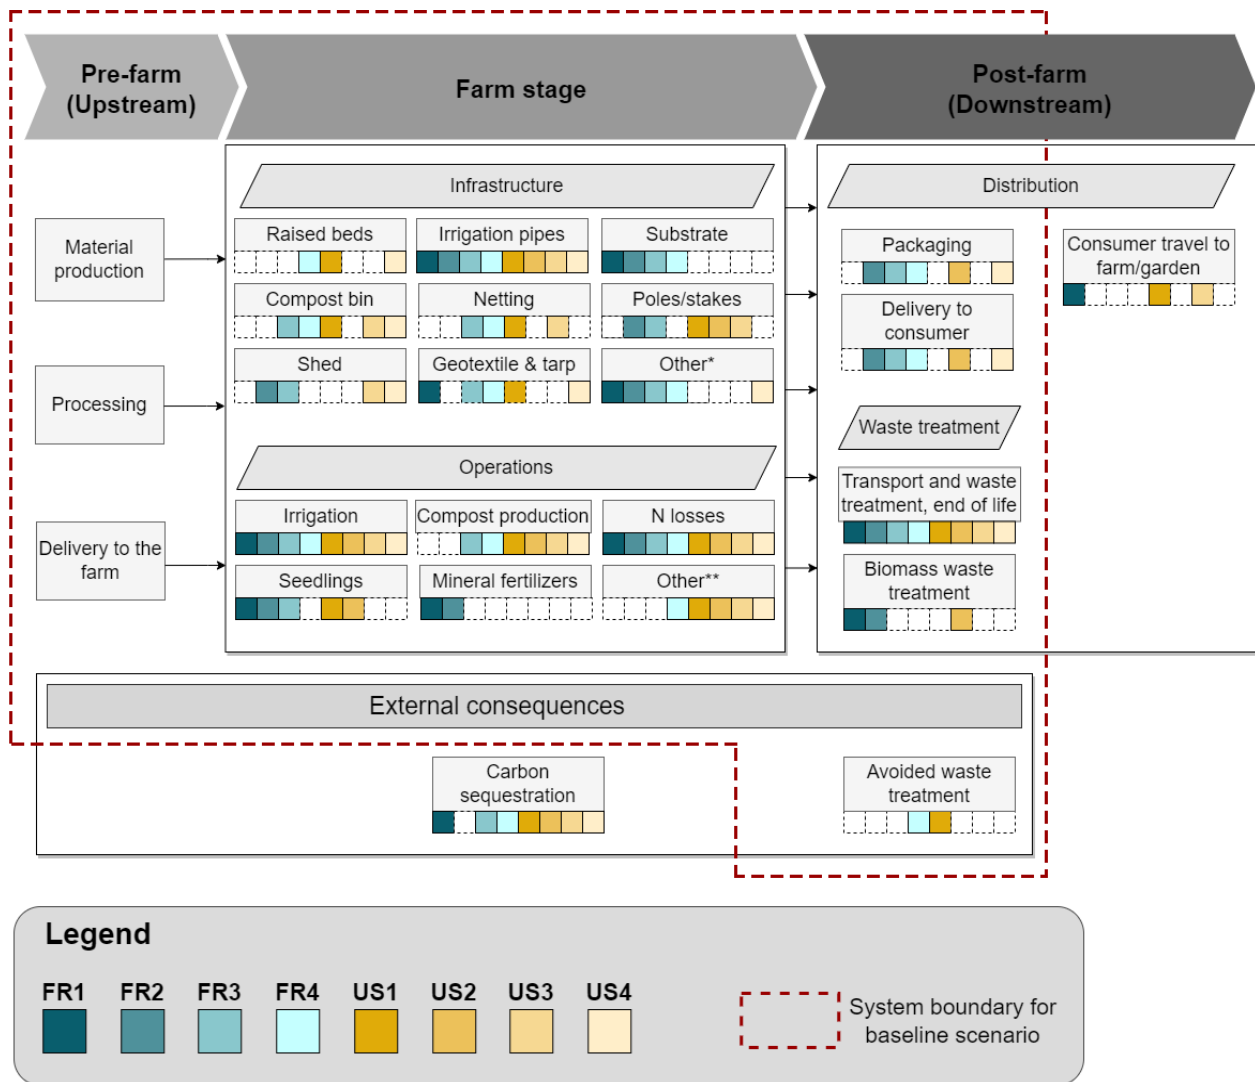 Pre-farm
(Upstream)
Farm stage
Post-farm
(Downstream)
Material
production
Processing
Delivery to the
farm
Infrastructure
Raised beds
Irrigation pipes
Substrate
Compost bin
Netting
Poles/stakes
Shed
Geotextile & tarp
Other*
Operations
Irrigation
Compost production
N losses
Seedlings
Mineral fertilizers
Other**
Distribution
Packaging
Consumer travel to
farm/garden
Delivery to
consumer
Waste treatment
Transport and waste
treatment, end of life
Biomass waste
treatment
External consequences
Carbon
sequestration
Avoided waste
treatment
Legend
FR1
FR2
FR3
FR4
US1
US2
US3
US4
System boundary for
baseline scenario